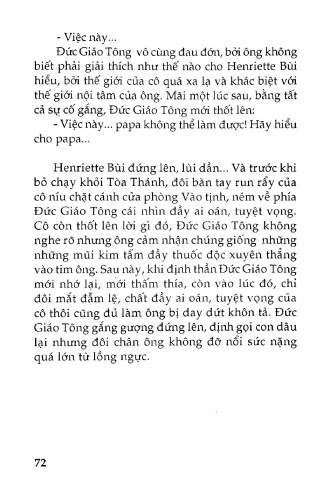 - Việc này...
Đức Giáo Tông vô cùng đau đớn, bởi ông không
biết phải giải thích như thế nào cho Henriette Bùi
hiểu, bởi thế giới của cô quá xa lạ và khác biệt với
thế giới nội tâm của ông. Mãi một lúc sau, bằng tất
cả sự cố gắng, Đức Giáo Tông mới thốt lên:
- Việc này... papa không thể làm được! Hãy hiểu
cho papa...
Henriette Bùi đứng lên, lùi dần... Và trước khi
bỏ chạy khỏi Tòa Thánh, đôi bàn tay run rẩy của
cô níu chặt cánh cửa phòng Vào tịnh, ném về phía
Đức Giáo Tông cái nhìn đầy ai oán, tuyệt vọng.
Cô còn thốt lên lời gì đó, Đức Giáo Tông không
nghe rõ nhưng ông cảm nhận chúng giống những
những mũi kim tẩm đầy thuốc độc xuyên thẳng
vào tim ông. Sau này, khi định thần Đức Giáo Tông
mới nhớ lại, mới thấm thía, còn vào lúc đó, chỉ
đôi mắt đẫm lệ, chất đầy ai oán, tuyệt vọng của
cô thôi cũng đủ làm ông bị day dứt khôn tả. Đức
Giáo Tông gắng gượng đứng lên, định gọi con dâu
lại nhưng đôi chân ông không đỡ nổi sức nặng
quá lớn từ lồng ngực.
72